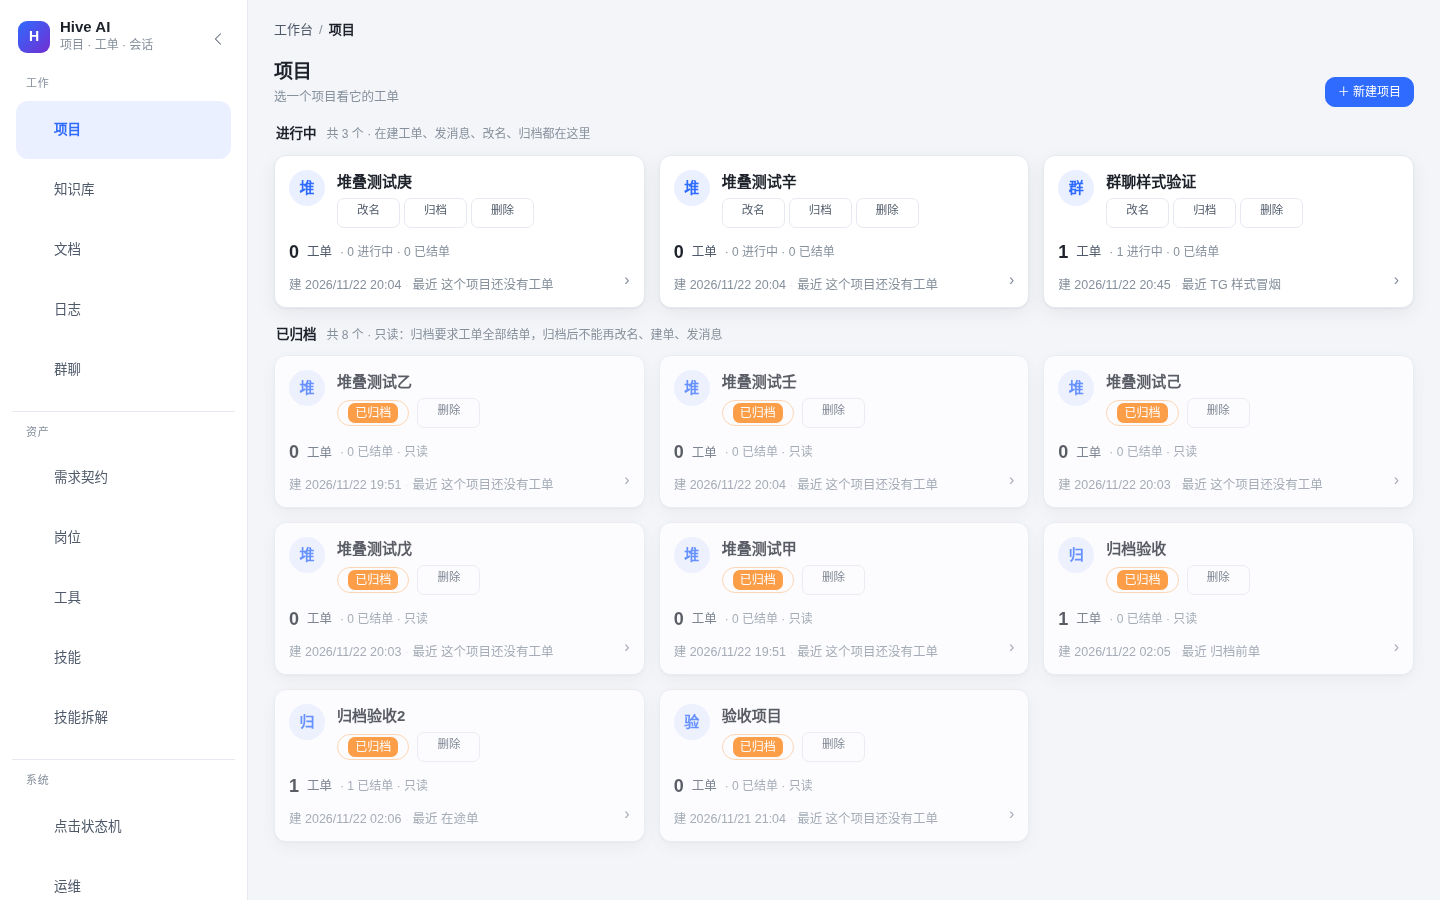 H
Hive AI
项目 · 工单 · 会话
工作
项目
知识库
文档
日志
群聊
资产
需求契约
岗位
工具
技能
技能拆解
系统
点击状态机
运维
工作台 / 项目
项目
选一个项目看它的工单
＋ 新建项目
进行中 共 3 个 · 在建工单、发消息、改名、归档都在这里
堆 堆叠测试庚
改名 归档 删除
0 工单 · 0 进行中 · 0 已结单
建 2026/11/22 20:04 · 最近 这个项目还没有工单 ›
堆 堆叠测试辛
改名 归档 删除
0 工单 · 0 进行中 · 0 已结单
建 2026/11/22 20:04 · 最近 这个项目还没有工单 ›
群 群聊样式验证
改名 归档 删除
1 工单 · 1 进行中 · 0 已结单
建 2026/11/22 20:45 · 最近 TG 样式冒烟 ›
已归档 共 8 个 · 只读：归档要求工单全部结单，归档后不能再改名、建单、发消息
堆 堆叠测试乙
已归档 删除
0 工单 · 0 已结单 · 只读
建 2026/11/22 19:51 · 最近 这个项目还没有工单 ›
堆 堆叠测试壬
已归档 删除
0 工单 · 0 已结单 · 只读
建 2026/11/22 20:04 · 最近 这个项目还没有工单 ›
堆 堆叠测试己
已归档 删除
0 工单 · 0 已结单 · 只读
建 2026/11/22 20:03 · 最近 这个项目还没有工单 ›
堆 堆叠测试戊
已归档 删除
0 工单 · 0 已结单 · 只读
建 2026/11/22 20:03 · 最近 这个项目还没有工单 ›
堆 堆叠测试甲
已归档 删除
0 工单 · 0 已结单 · 只读
建 2026/11/22 19:51 · 最近 这个项目还没有工单 ›
归 归档验收
已归档 删除
1 工单 · 0 已结单 · 只读
建 2026/11/22 02:05 · 最近 归档前单 ›
归 归档验收2
已归档 删除
1 工单 · 1 已结单 · 只读
建 2026/11/22 02:06 · 最近 在途单 ›
验 验收项目
已归档 删除
0 工单 · 0 已结单 · 只读
建 2026/11/21 21:04 · 最近 这个项目还没有工单 ›